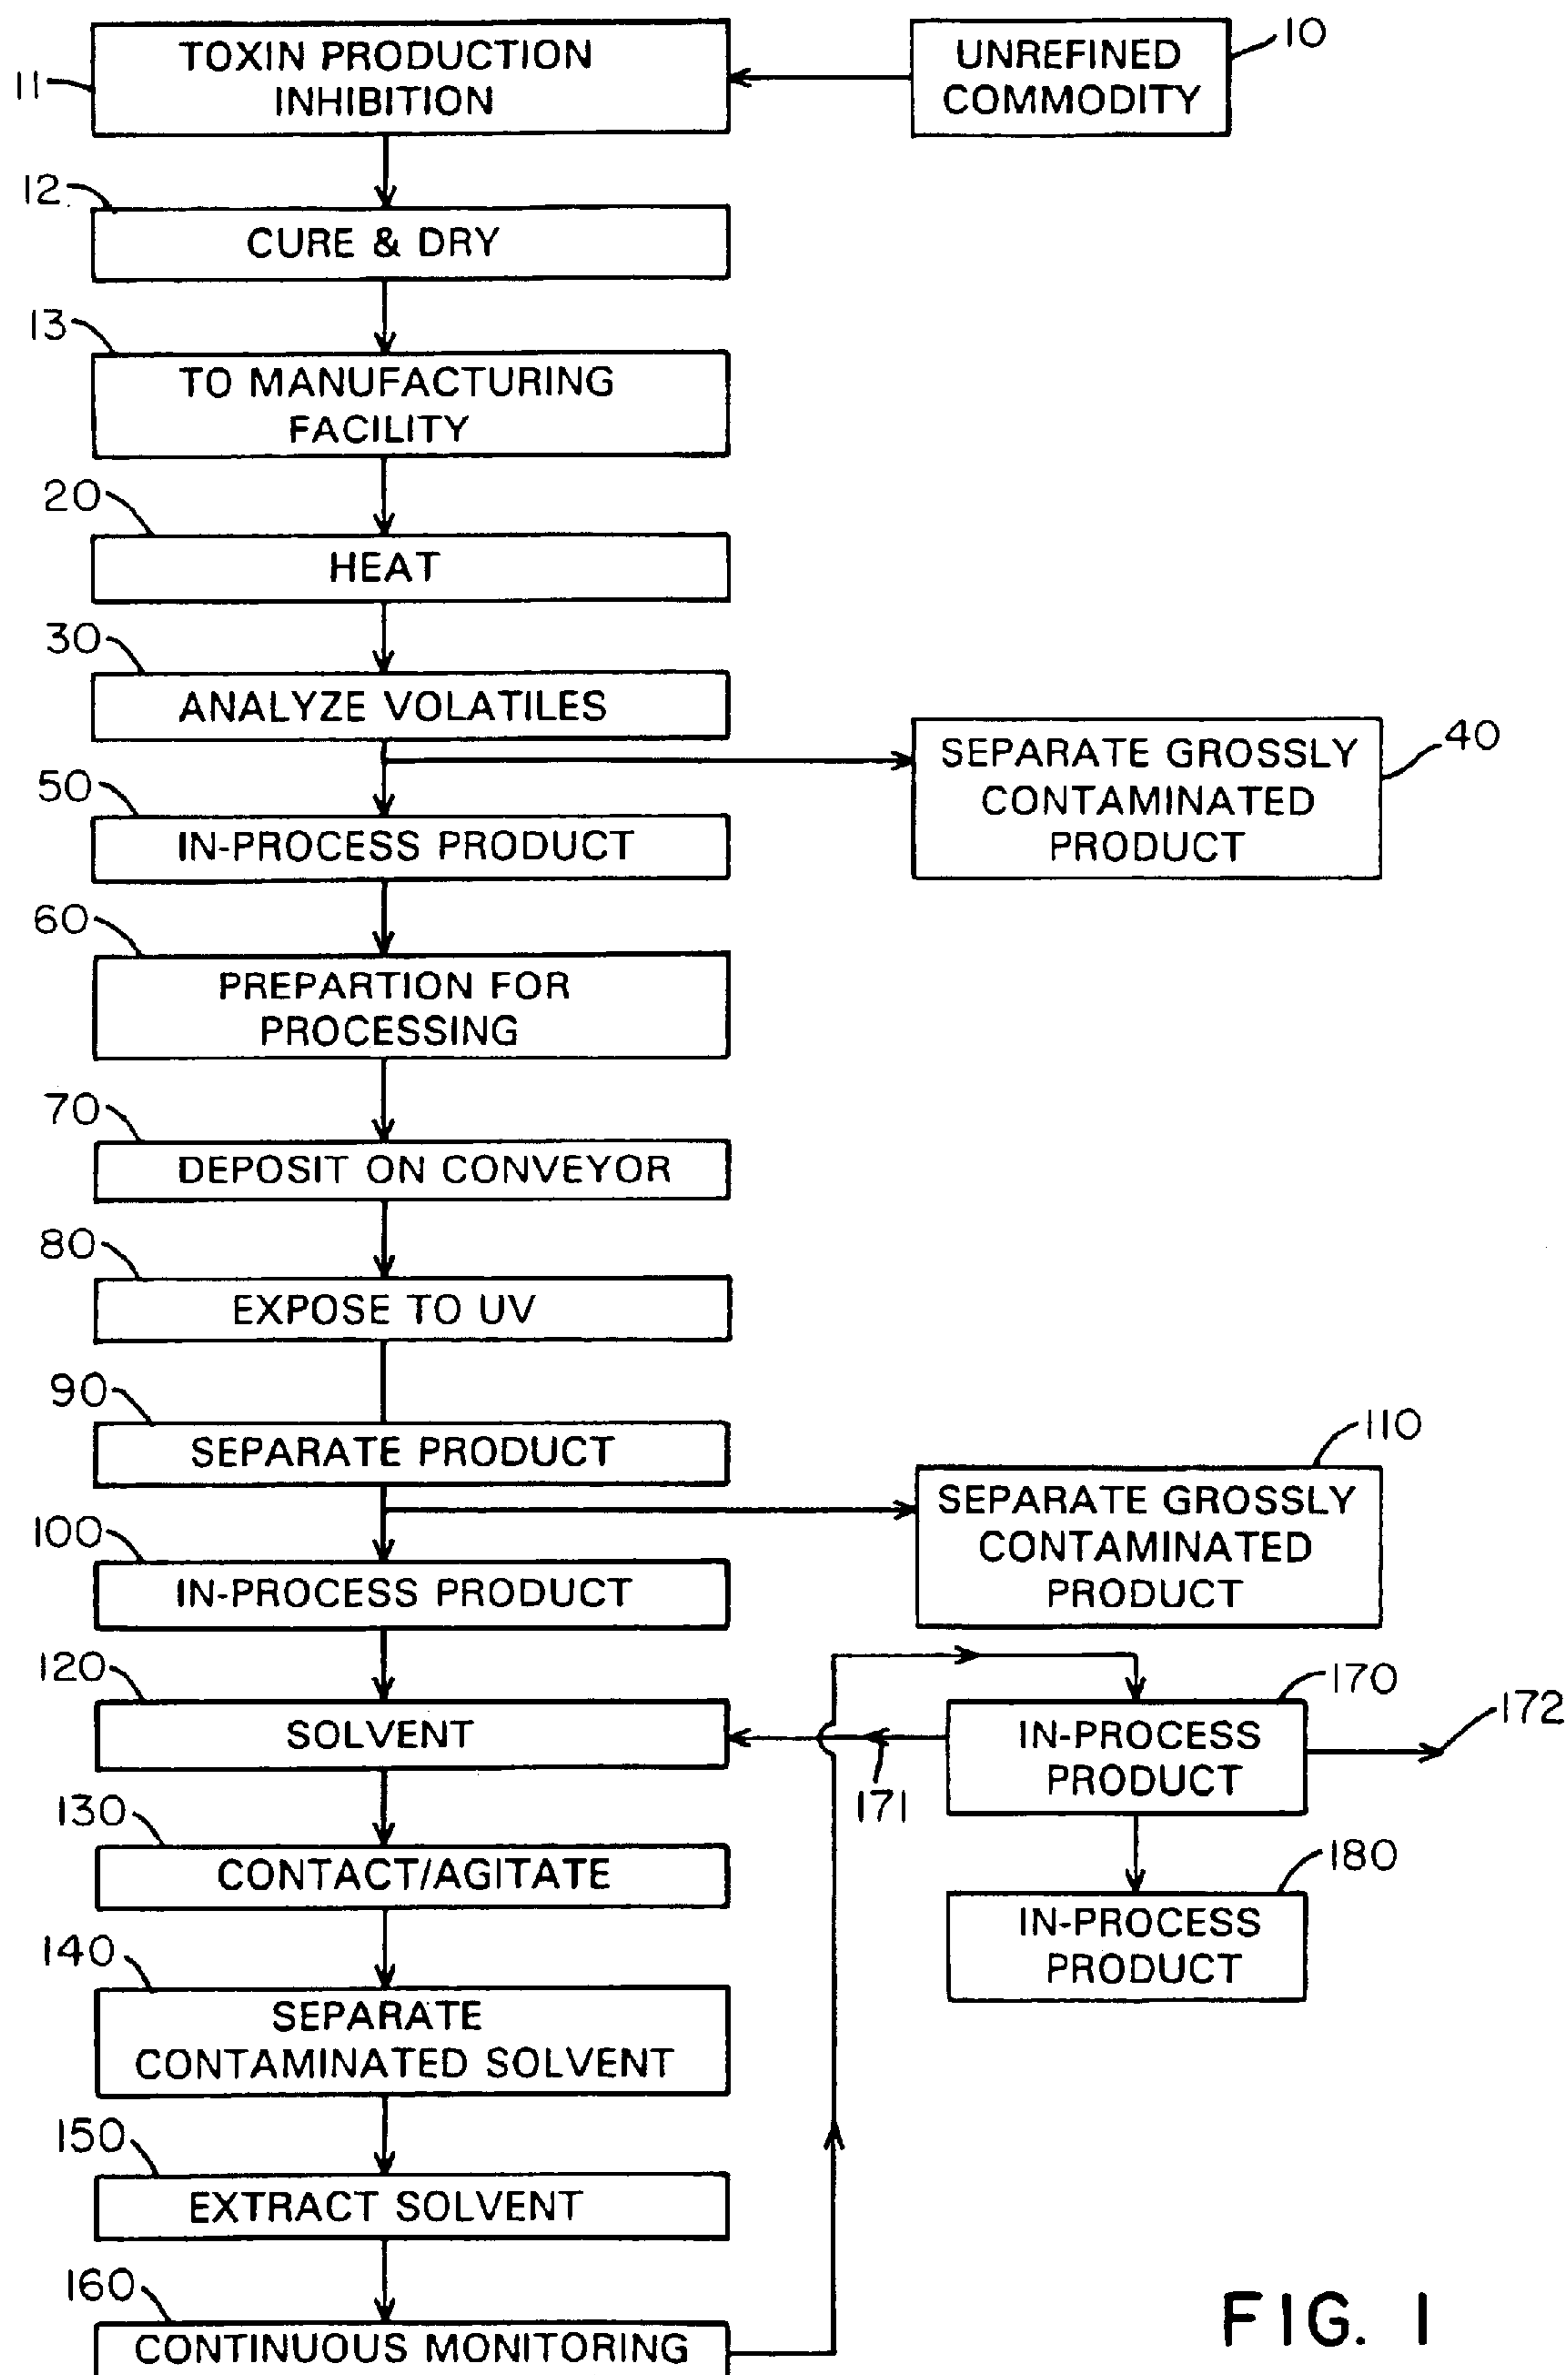 10
UNREFINED
COMMODITY
11
TOXIN PRODUCTION
INHIBITION
12
CURE & DRY
13
TO MANUFACTURING
FACILITY
20
HEAT
30
ANALYZE VOLATILES
40
SEPARATE GROSSLY
CONTAMINATED
PRODUCT
50
IN-PROCESS PRODUCT
60
PREPARTION FOR
PROCESSING
70
DEPOSIT ON CONVEYOR
80
EXPOSE TO UV
90
SEPARATE PRODUCT
110
SEPARATE GROSSLY
CONTAMINATED
PRODUCT
100
IN-PROCESS PRODUCT
120
SOLVENT
130
CONTACT/AGITATE
140
SEPARATE
CONTAMINATED SOLVENT
150
EXTRACT SOLVENT
160
CONTINUOUS MONITORING
170
IN-PROCESS
PRODUCT
171
172
180
IN-PROCESS
PRODUCT
FIG. 1